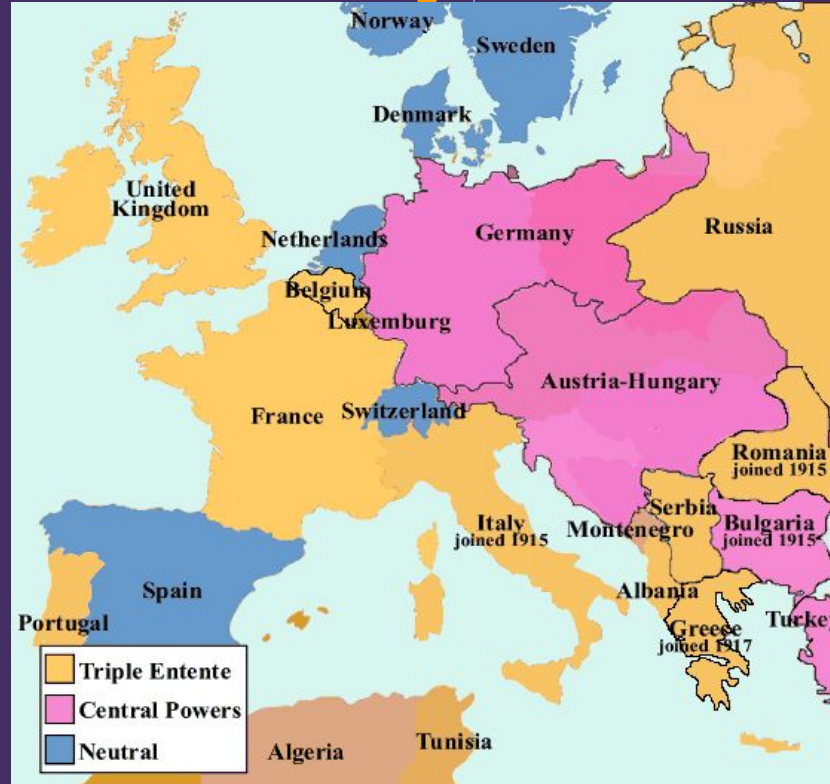 Norway
Sweden
Denmark
United
Kingdom
Netherlands
Germany
Russia
Belgium
Luxemburg
Austria-Hungary
France
Switzerland
Romania
joined 1915
Serbia
Italy
joined 1915
Montenegro
Bulgaria
joined 1915
Spain
Albania
Portugal
Greece
joined 1917
Turkey
Triple Entente
Central Powers
Neutral
Algeria
Tunisia